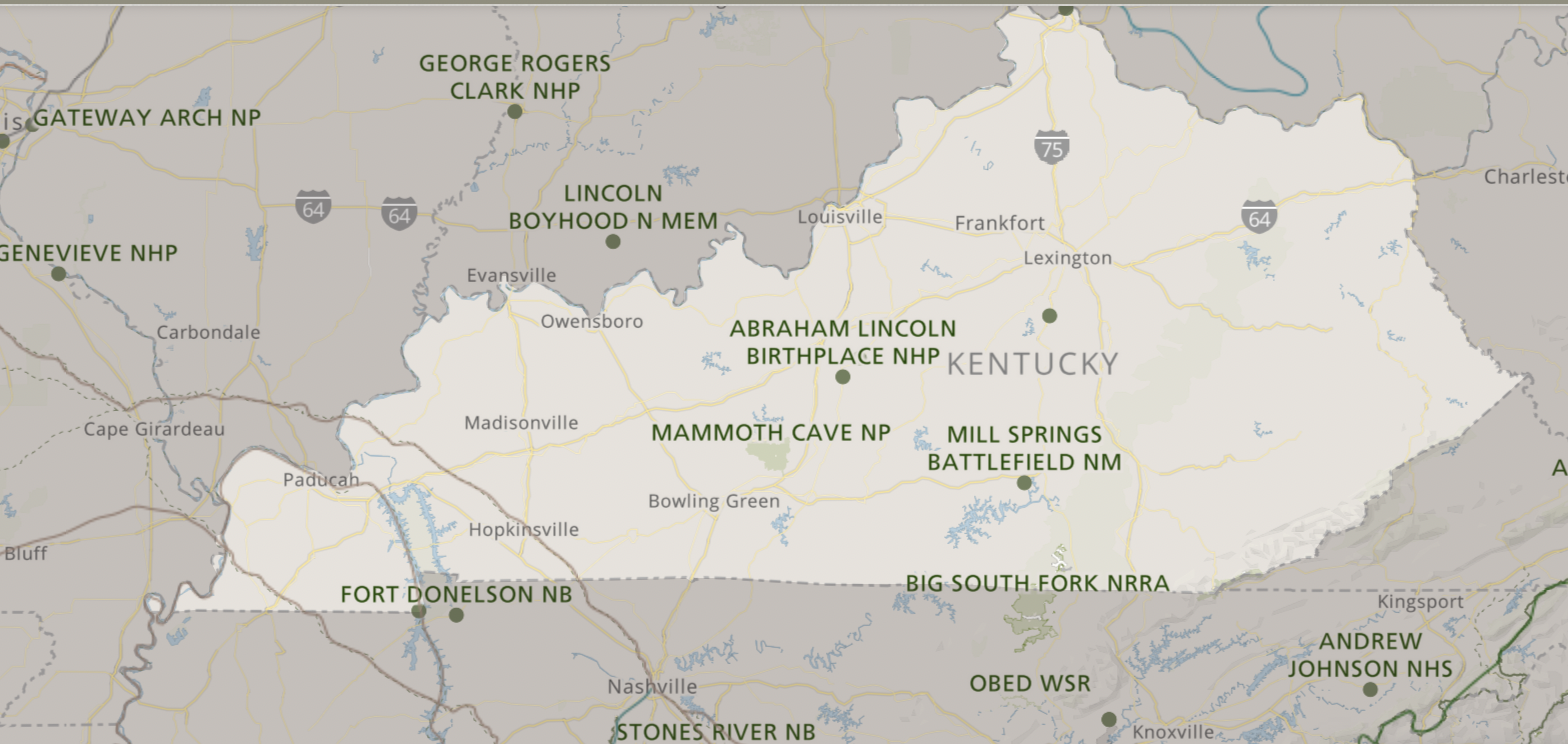 GEORGE ROGERS
CLARK NHP
GATEWAY ARCH NP
is
75
Charlest
LINCOLN
BOYHOOD N MEM
64
64
64
Louisville
Frankfort
GENEVIEVE NHP
Lexington
Evansville
Owensboro
Carbondale
ABRAHAM LINCOLN
BIRTHPLACE NHP
KENTUCKY
Madisonville
Cape Girardeau
MAMMOTH CAVE NP
MILL SPRINGS
BATTLEFIELD NM
A
Paducah
Bowling Green
Hopkinsville
Bluff
FORT DONELSON NB
BIG SOUTH FORK NRRA
Kingsport
ANDREW
JOHNSON NHS
OBED WSR
Nashville
STONES RIVER NB
Knoxville